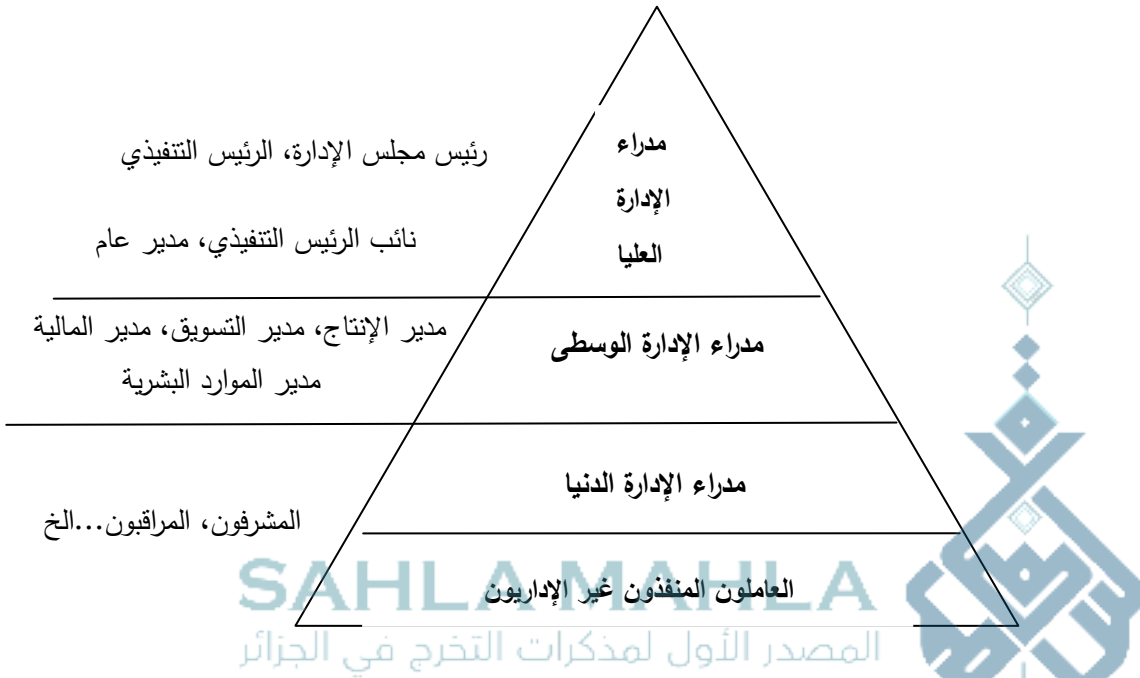 مدراء
الإدارة
العليا
رئيس مجلس الإدارة، الرئيس التنفيذي
نائب الرئيس التنفيذي، مدير عام
مدراء الإدارة الوسطى
مدير الإنتاج، مدير التسويق، مدير المالية
مدير الموارد البشرية
مدراء الإدارة الدنيا
المشرفون، المراقبون...الخ
العاملون المنفذون غير الإداريون
SAHLA MAHLA
المصدر الأول لمذكرات التخرج في الجزائر